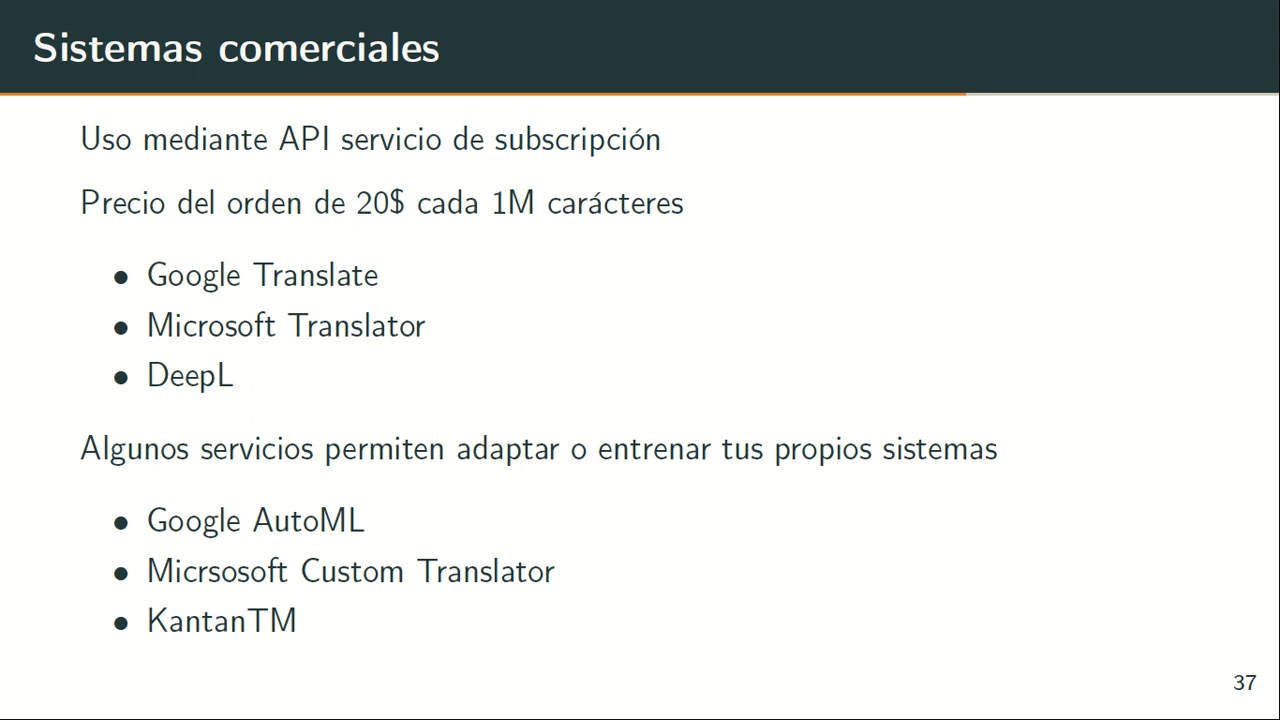 Sistemas comerciales
Uso mediante API servicio de subscripción
Precio del orden de 20$ cada 1M carácteres
• Google Translate
• Microsoft Translator
• DeepL
Algunos servicios permiten adaptar o entrenar tus propios sistemas
• Google AutoML
• Micrsosoft Custom Translator
• KantanTM
37